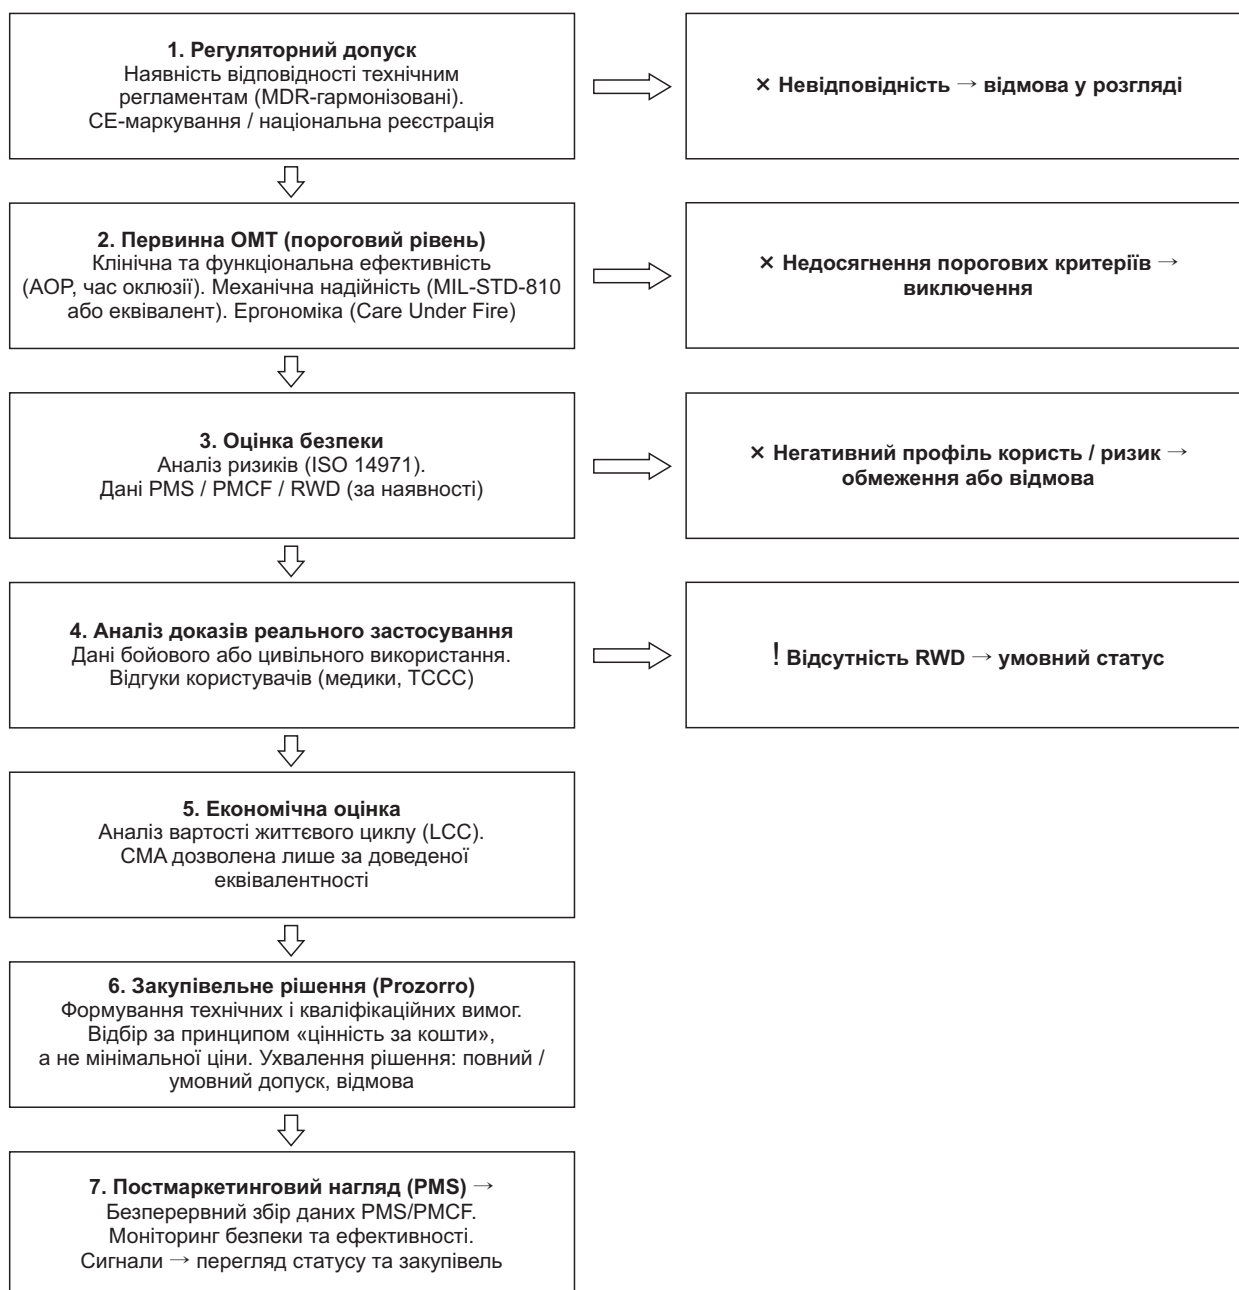 1. Регуляторний допуск
Наявність відповідності технічним
регламентам (MDR-гармонізовані).
CE-маркування / національна реєстрація
× Невідповідність → відмова у розгляді
2. Первинна ОМТ (пороговий рівень)
Клінічна та функціональна ефективність
(AOP, час оклюзії). Механічна надійність (MIL-STD-810
або еквівалент). Ергономіка (Care Under Fire)
× Недосягнення порогових критеріїв →
виключення
3. Оцінка безпеки
Аналіз ризиків (ISO 14971).
Дані PMS / PMCF / RWD (за наявності)
× Негативний профіль користь / ризик →
обмеження або відмова
4. Аналіз доказів реального застосування
Дані бойового або цивільного використання.
Відгуки користувачів (медики, TCCC)
! Відсутність RWD → умовний статус
5. Економічна оцінка
Аналіз вартості життєвого циклу (LCC).
CMA дозволена лише за доведеної
еквівалентності
6. Закупівельне рішення (Prozorro)
Формування технічних і кваліфікаційних вимог.
Відбір за принципом «цінність за кошти»,
а не мінімальної ціни. Ухвалення рішення: повний /
умовний допуск, відмова
7. Постмаркетинговий нагляд (PMS) →
Безперервний збір даних PMS/PMCF.
Моніторинг безпеки та ефективності.
Сигнали → перегляд статусу та закупівель